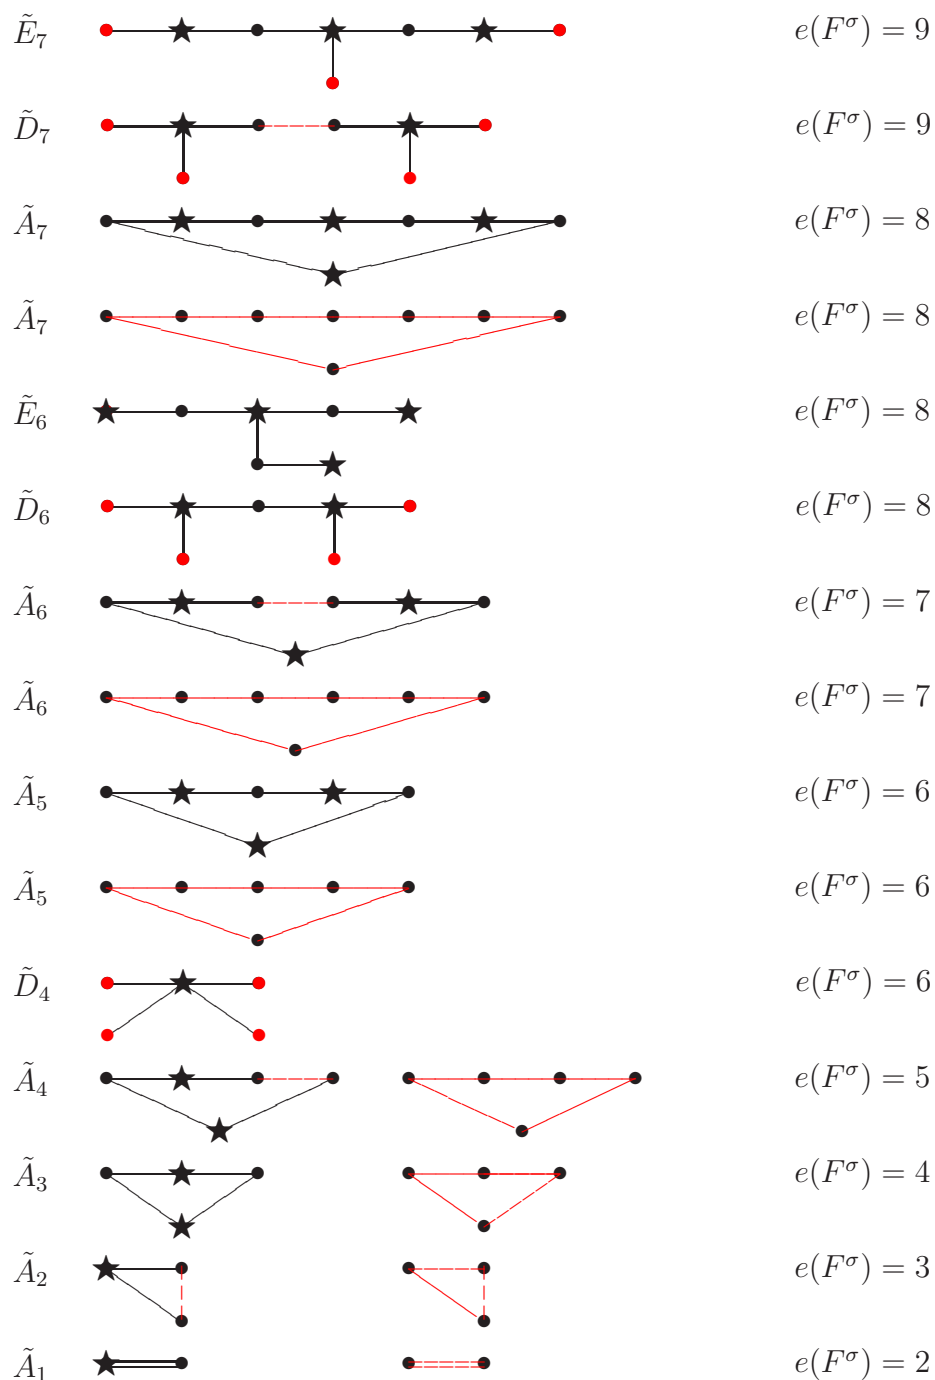 Ẽ₇ e(F^σ) = 9
D̃₇ e(F^σ) = 9
Ã₇ e(F^σ) = 8
Ã₇ e(F^σ) = 8
Ẽ₆ e(F^σ) = 8
D̃₆ e(F^σ) = 8
Ã₆ e(F^σ) = 7
Ã₆ e(F^σ) = 7
Ã₅ e(F^σ) = 6
Ã₅ e(F^σ) = 6
D̃₄ e(F^σ) = 6
Ã₄ e(F^σ) = 5
Ã₃ e(F^σ) = 4
Ã₂ e(F^σ) = 3
Ã₁ e(F^σ) = 2